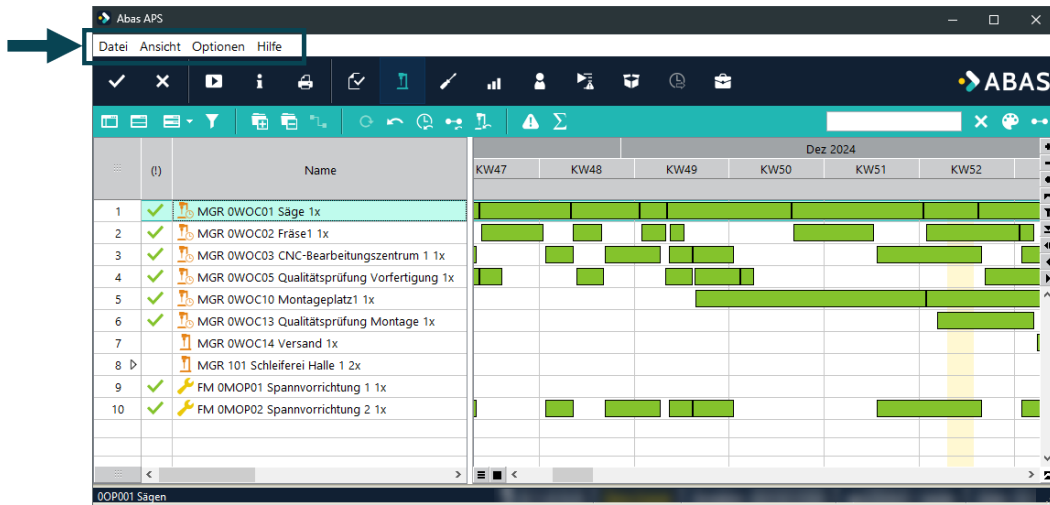 Abas APS
Datei Ansicht Optionen Hilfe
ABAS
Dez 2024
(!) Name KW47 KW48 KW49 KW50 KW51 KW52
1 MGR 0WOC01 Säge 1x
2 MGR 0WOC02 Fräse1 1x
3 MGR 0WOC03 CNC-Bearbeitungszentrum 1 1x
4 MGR 0WOC05 Qualitätsprüfung Vorfertigung 1x
5 MGR 0WOC10 Montageplatz1 1x
6 MGR 0WOC13 Qualitätsprüfung Montage 1x
7 MGR 0WOC14 Versand 1x
8 MGR 101 Schleiferei Halle 1 2x
9 FM 0MOP01 Spannvorrichtung 1 1x
10 FM 0MOP02 Spannvorrichtung 2 1x
0OP001 Sägen